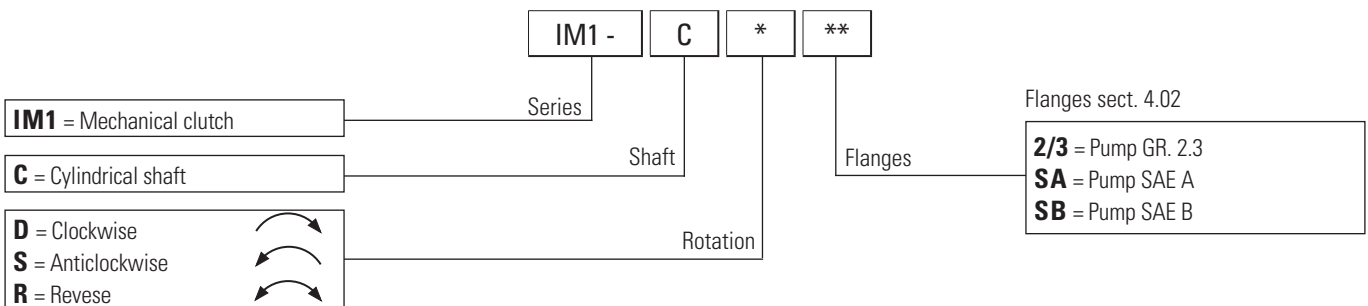 IM1 - C * **
Series
Shaft
Rotation
Flanges
IM1 = Mechanical clutch
C = Cylindrical shaft
D = Clockwise
S = Anticlockwise
R = Revese
Flanges sect. 4.02
2/3 = Pump GR. 2.3
SA = Pump SAE A
SB = Pump SAE B